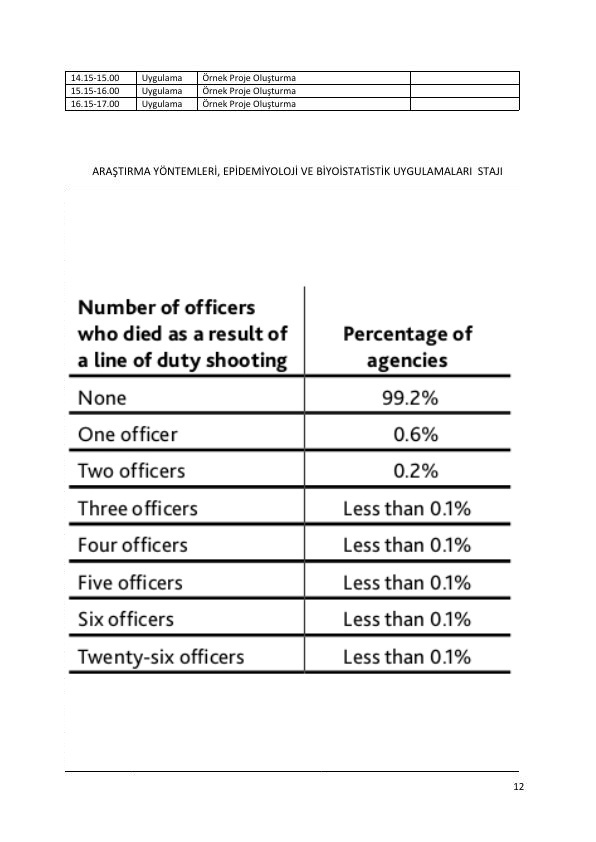 14.15-15.00 Uygulama Örnek Proje Oluşturma
15.15-16.00 Uygulama Örnek Proje Oluşturma
16.15-17.00 Uygulama Örnek Proje Oluşturma
ARAŞTIRMA YÖNTEMLERİ, EPİDEMİYOLOJİ VE BİYOİSTATİSTİK UYGULAMALARI STAJI
Number of officers
who died as a result of
a line of duty shooting
Percentage of
agencies
None 99.2%
One officer 0.6%
Two officers 0.2%
Three officers Less than 0.1%
Four officers Less than 0.1%
Five officers Less than 0.1%
Six officers Less than 0.1%
Twenty-six officers Less than 0.1%
12